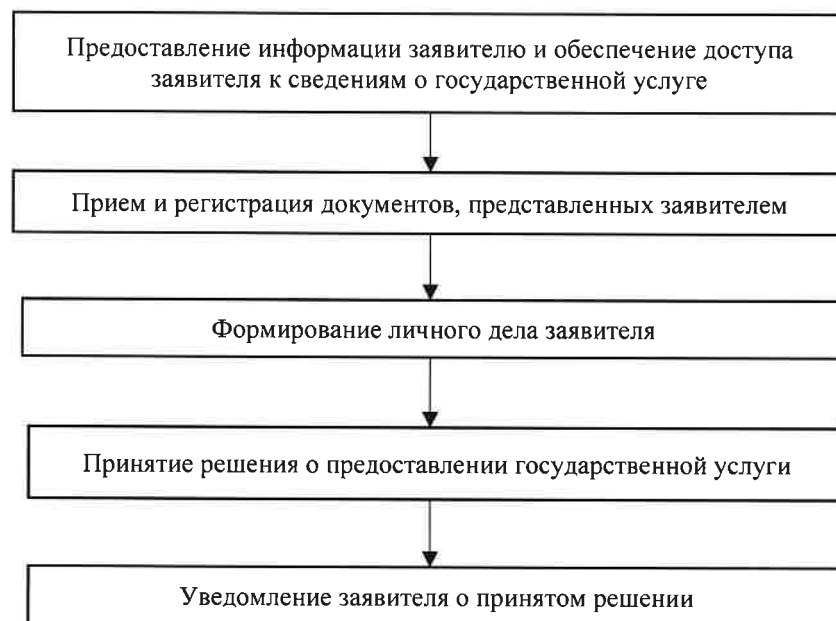 Предоставление информации заявителю и обеспечение доступа
заявителя к сведениям о государственной услуге
Прием и регистрация документов, представленных заявителем
Формирование личного дела заявителя
Принятие решения о предоставлении государственной услуги
Уведомление заявителя о принятом решении